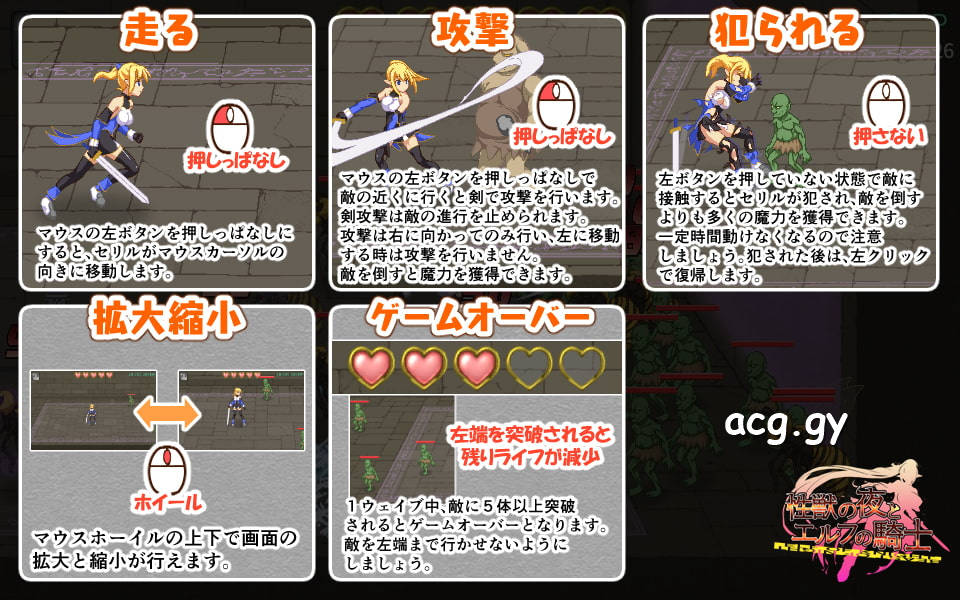 走る
押しっぱなし
マウスの左ボタンを押しっぱなしに
すると、セリルがマウスカーソルの
向きに移動します。
攻撃
押しっぱなし
マウスの左ボタンを押しっぱなしで
敵の近くに行くと剣で攻撃を行います。
剣攻撃は敵の進行を止められます。
攻撃は右に向かってのみ行い、左に移動
する時は攻撃を行いません。
敵を倒すと魔力を獲得できます。
犯られる
押さない
左ボタンを押していない状態で敵に
接触するとセリルが犯され、敵を倒す
よりも多くの魔力を獲得できます。
一定時間動けなくなるので注意
しましょう。犯された後は、左クリック
で復帰します。
拡大縮小
ホイール
マウスホーイルの上下で画面の
拡大と縮小が行えます。
ゲームオーバー
左端を突破されると
残りライフが減少
１ウェイブ中、敵に５体以上突破
されるとゲームオーバーとなります。
敵を左端まで行かせないように
しましょう。
acg.gy
性獣の夜と
エルフの騎士